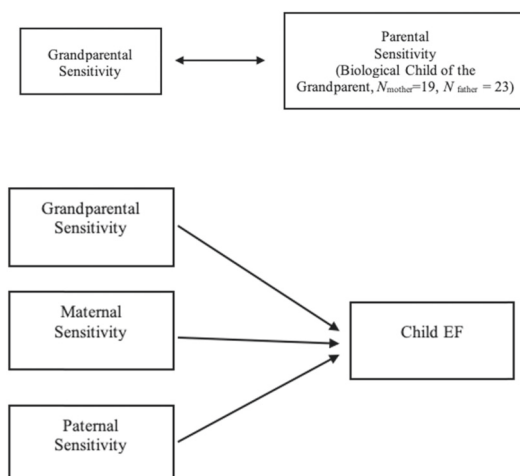 Grandparental
Sensitivity
Parental
Sensitivity
(Biological Child of the
Grandparent, Nmother=19, N father = 23)
Grandparental
Sensitivity
Maternal
Sensitivity
Child EF
Paternal
Sensitivity